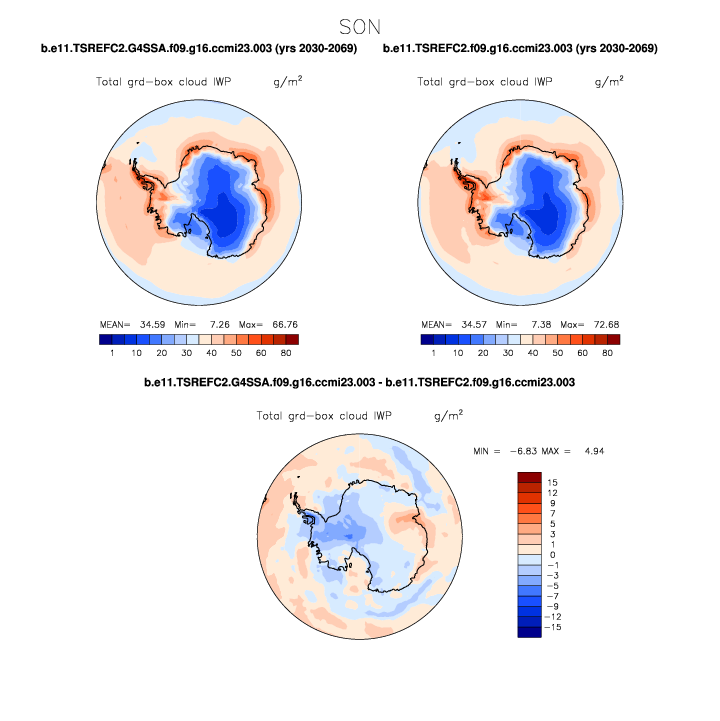 SON
b.e11.TSREFC2.G4SSA.f09.g16.ccmi23.003 (yrs 2030-2069)
b.e11.TSREFC2.f09.g16.ccmi23.003 (yrs 2030-2069)
Total grd-box cloud IWP g/m²
Total grd-box cloud IWP g/m²
MEAN= 34.59 Min= 7.26 Max= 66.76
MEAN= 34.57 Min= 7.38 Max= 72.68
1 10 20 30 40 50 60 80
1 10 20 30 40 50 60 80
b.e11.TSREFC2.G4SSA.f09.g16.ccmi23.003 - b.e11.TSREFC2.f09.g16.ccmi23.003
Total grd-box cloud IWP g/m²
MIN = -6.83 MAX = 4.94
15
12
9
7
5
3
1
0
-1
-3
-5
-7
-9
-12
-15